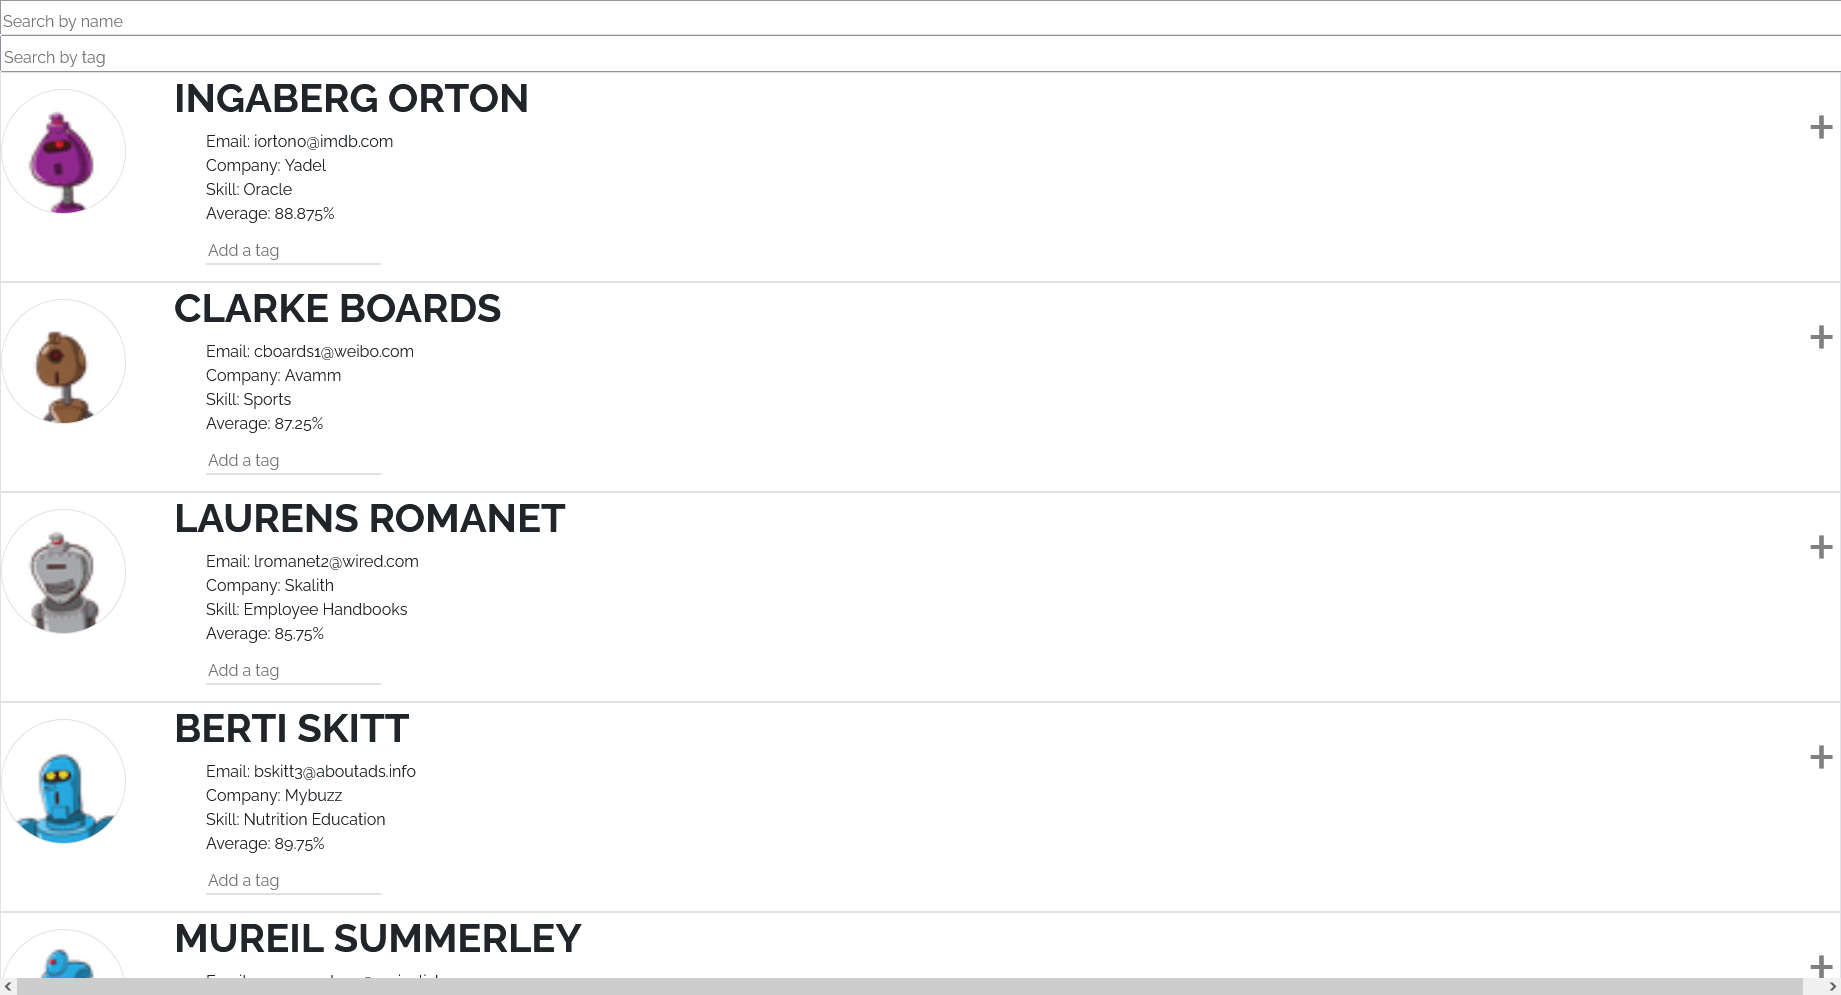 Search by name
Search by tag
INGABERG ORTON
Email: iorton0@imdb.com
Company: Yadel
Skill: Oracle
Average: 88.875%
Add a tag
CLARKE BOARDS
Email: cboards1@weibo.com
Company: Avamm
Skill: Sports
Average: 87.25%
Add a tag
LAURENS ROMANET
Email: lromanet2@wired.com
Company: Skalith
Skill: Employee Handbooks
Average: 85.75%
Add a tag
BERTI SKITT
Email: bskitt3@aboutads.info
Company: Mybuzz
Skill: Nutrition Education
Average: 89.75%
Add a tag
MUREIL SUMMERLEY